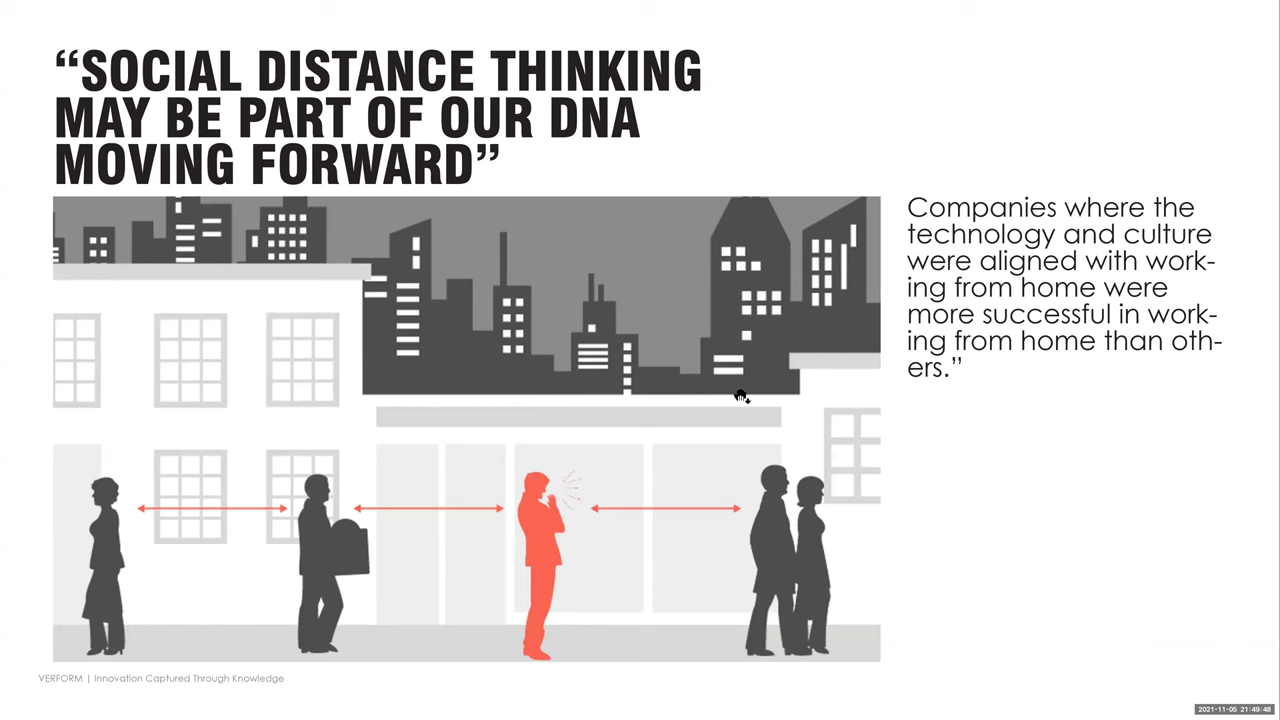 “SOCIAL DISTANCE THINKING
MAY BE PART OF OUR DNA
MOVING FORWARD”
Companies where the
technology and culture
were aligned with work-
ing from home were
more successful in work-
ing from home than oth-
ers.”
VERFORM | Innovation Captured Through Knowledge
2021-11-05 21:49:48